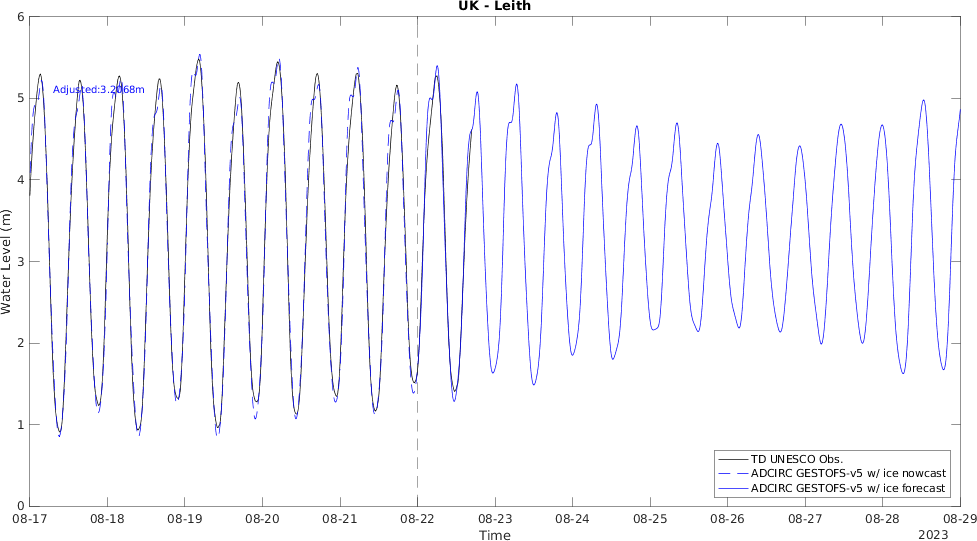 UK - Leith
6
5
4
3
2
1
0
Water Level (m)
Adjusted:3.2068m
TD UNESCO Obs.
ADCIRC GESTOFS-v5 w/ ice nowcast
ADCIRC GESTOFS-v5 w/ ice forecast
08-17 08-18 08-19 08-20 08-21 08-22 08-23 08-24 08-25 08-26 08-27 08-28 08-29
Time
2023